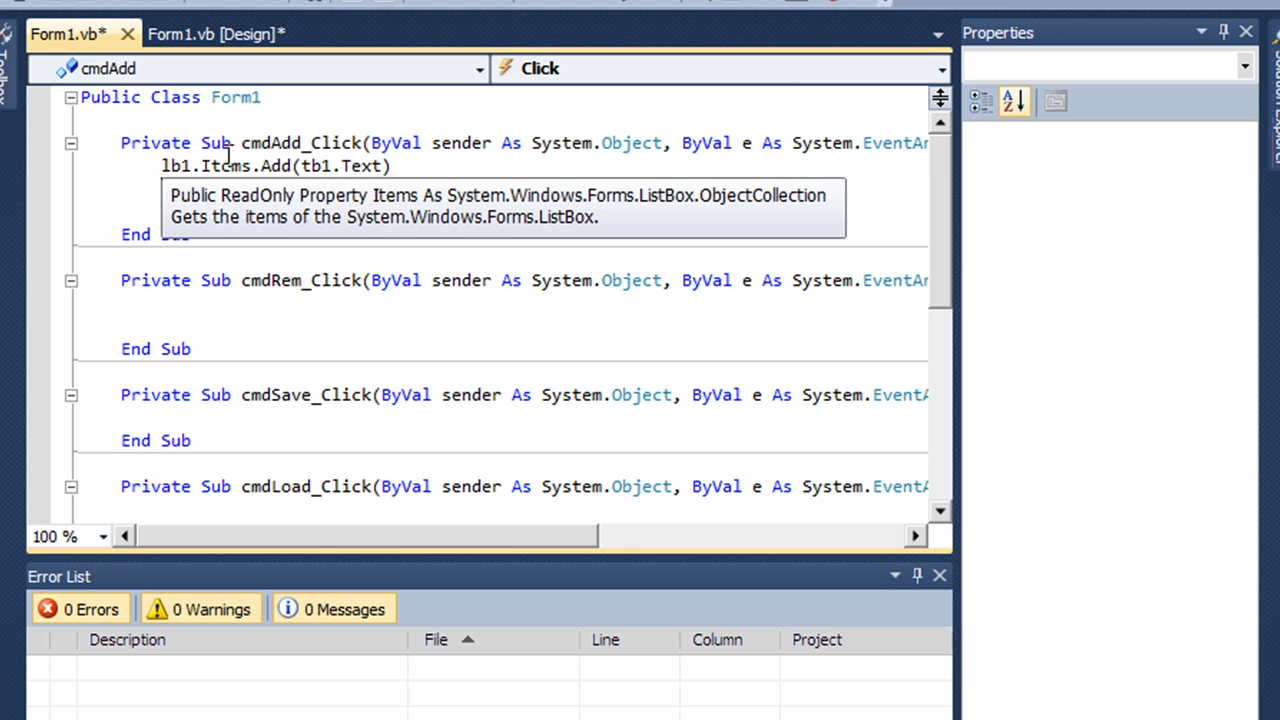 Form1.vb* Form1.vb [Design]*
Properties
Toolbox
cmdAdd Click
Public Class Form1
Private Sub cmdAdd_Click(ByVal sender As System.Object, ByVal e As System.EventAr
lb1.Items.Add(tb1.Text)
Public ReadOnly Property Items As System.Windows.Forms.ListBox.ObjectCollection
Gets the items of the System.Windows.Forms.ListBox.
End Sub
Private Sub cmdRem_Click(ByVal sender As System.Object, ByVal e As System.EventAr
End Sub
Private Sub cmdSave_Click(ByVal sender As System.Object, ByVal e As System.EventA
End Sub
Private Sub cmdLoad_Click(ByVal sender As System.Object, ByVal e As System.EventA
100 %
Error List
0 Errors 0 Warnings 0 Messages
Description File Line Column Project